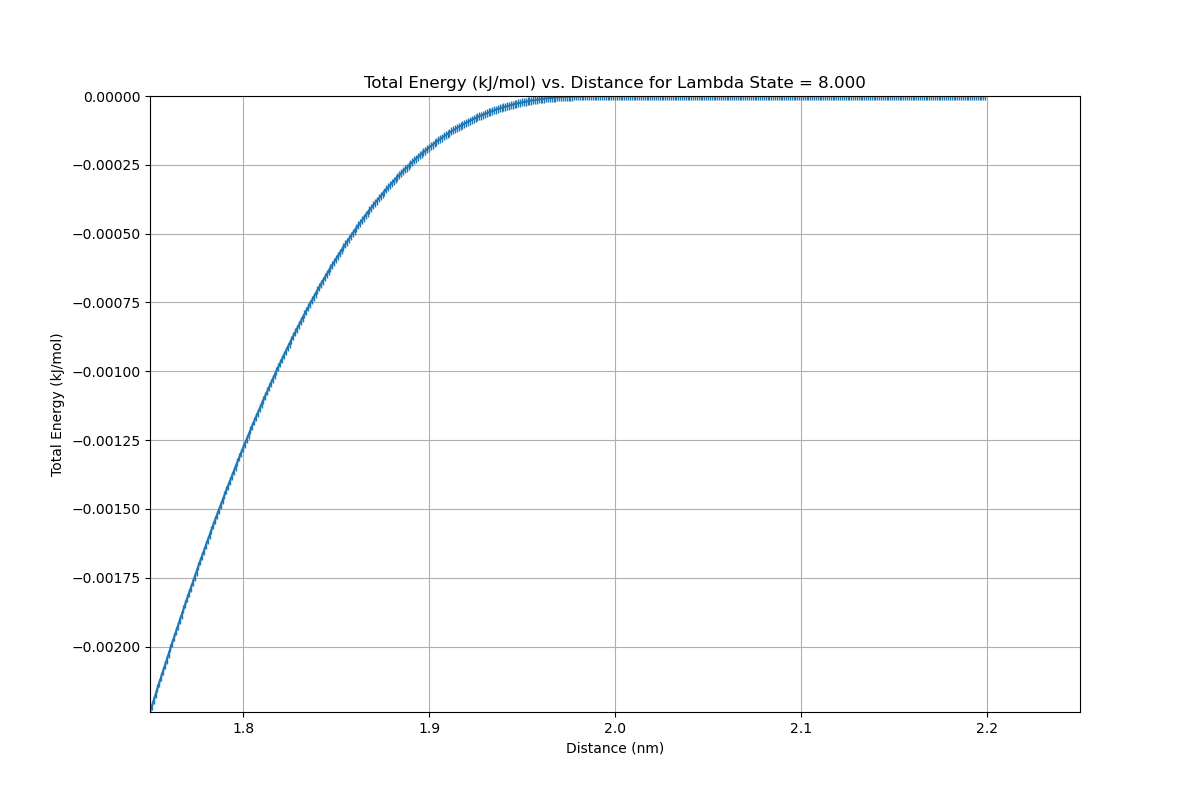 Total Energy (kJ/mol) vs. Distance for Lambda State = 8.000
0.00000
−0.00025
−0.00050
−0.00075
−0.00100
−0.00125
−0.00150
−0.00175
−0.00200
Total Energy (kJ/mol)
1.8 1.9 2.0 2.1 2.2
Distance (nm)